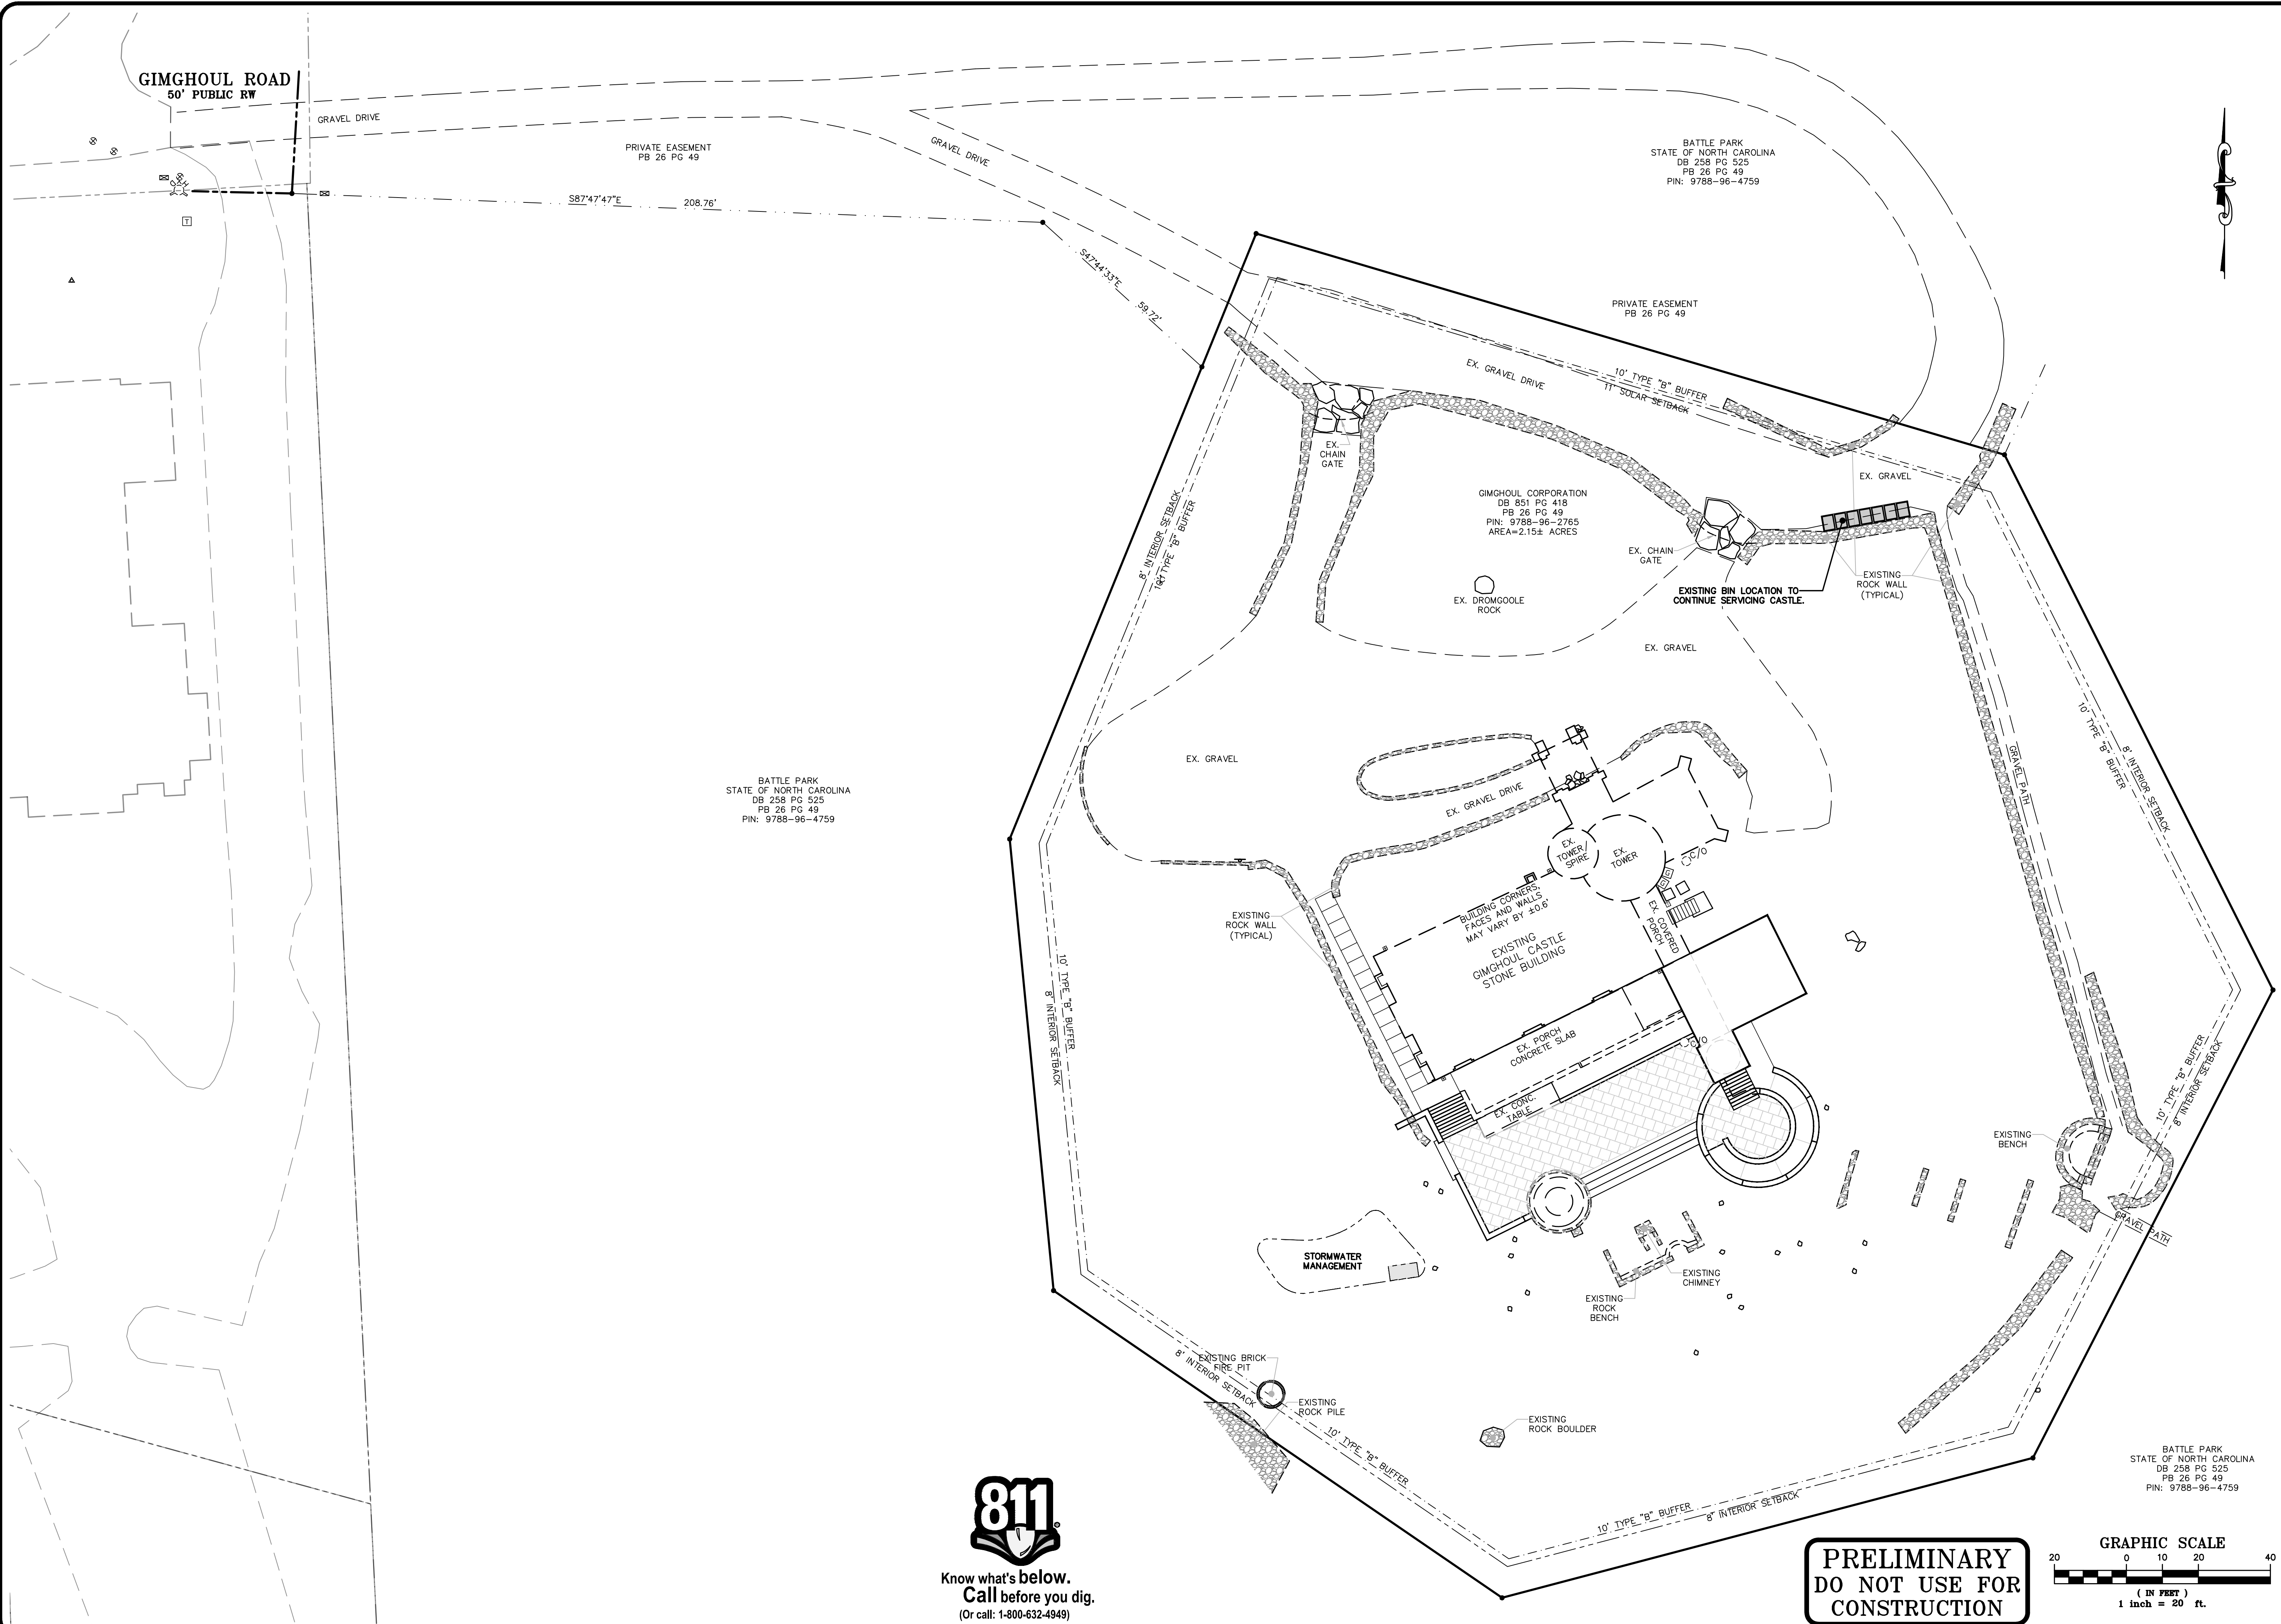 GIMGHOUL ROAD
50' PUBLIC RW
GRAVEL DRIVE
PRIVATE EASEMENT
PB 26 PG 49
GRAVEL DRIVE
BATTLE PARK
STATE OF NORTH CAROLINA
DB 258 PG 525
PB 26 PG 49
PIN: 9788-96-4759
T
S87°47'47"E 208.76'
S47°44'33"E 59.72'
PRIVATE EASEMENT
PB 26 PG 49
EX. GRAVEL DRIVE
10' TYPE "B" BUFFER
11' SOLAR SETBACK
EX.
CHAIN
GATE
EX. GRAVEL
GIMGHOUL CORPORATION
DB 851 PG 418
PB 26 PG 49
PIN: 9788-96-2765
AREA=2.15± ACRES
8' INTERIOR SETBACK
10' TYPE "B" BUFFER
EX. CHAIN
GATE
EX. DROMGOOLE
ROCK
EXISTING BIN LOCATION TO
CONTINUE SERVICING CASTLE.
EXISTING
ROCK WALL
(TYPICAL)
EX. GRAVEL
10' TYPE "B" BUFFER
8' INTERIOR SETBACK
GRAVEL PATH
EX. GRAVEL
EX. GRAVEL DRIVE
BATTLE PARK
STATE OF NORTH CAROLINA
DB 258 PG 525
PB 26 PG 49
PIN: 9788-96-4759
EX.
TOWER/
SPIRE
EX.
TOWER
C/O
G
G
EXISTING
ROCK WALL
(TYPICAL)
BUILDING CORNERS,
FACES AND WALLS
MAY VARY BY ±0.6'
EX. COVERED
PORCH
EXISTING
GIMGHOUL CASTLE
STONE BUILDING
10' TYPE "B" BUFFER
8' INTERIOR SETBACK
EX. PORCH
CONCRETE SLAB
C/O
EX. CONC.
TABLE
10' TYPE "B" BUFFER
8' INTERIOR SETBACK
EXISTING
BENCH
GRAVEL PATH
STORMWATER
MANAGEMENT
EXISTING
CHIMNEY
EXISTING
ROCK
BENCH
EXISTING BRICK
FIRE PIT
8' INTERIOR SETBACK
EXISTING
ROCK PILE
10' TYPE "B" BUFFER
EXISTING
ROCK BOULDER
BATTLE PARK
STATE OF NORTH CAROLINA
DB 258 PG 525
PB 26 PG 49
PIN: 9788-96-4759
10' TYPE "B" BUFFER
8' INTERIOR SETBACK
811
Know what's below.
Call before you dig.
(Or call: 1-800-632-4949)
PRELIMINARY
DO NOT USE FOR
CONSTRUCTION
GRAPHIC SCALE
20 0 10 20 40
( IN FEET )
1 inch = 20 ft.